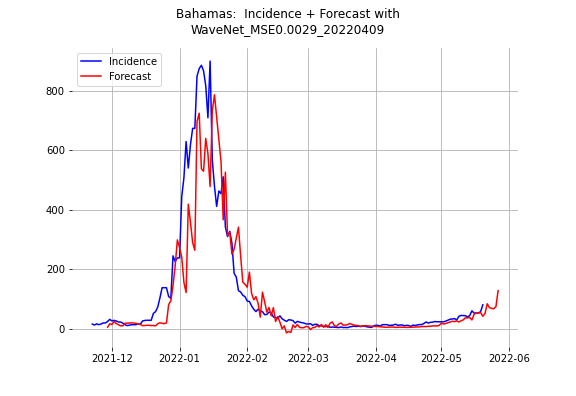 Bahamas:  Incidence + Forecast with
WaveNet_MSE0.0029_20220409
Incidence
Forecast
800
600
400
200
0
2021-12 2022-01 2022-02 2022-03 2022-04 2022-05 2022-06